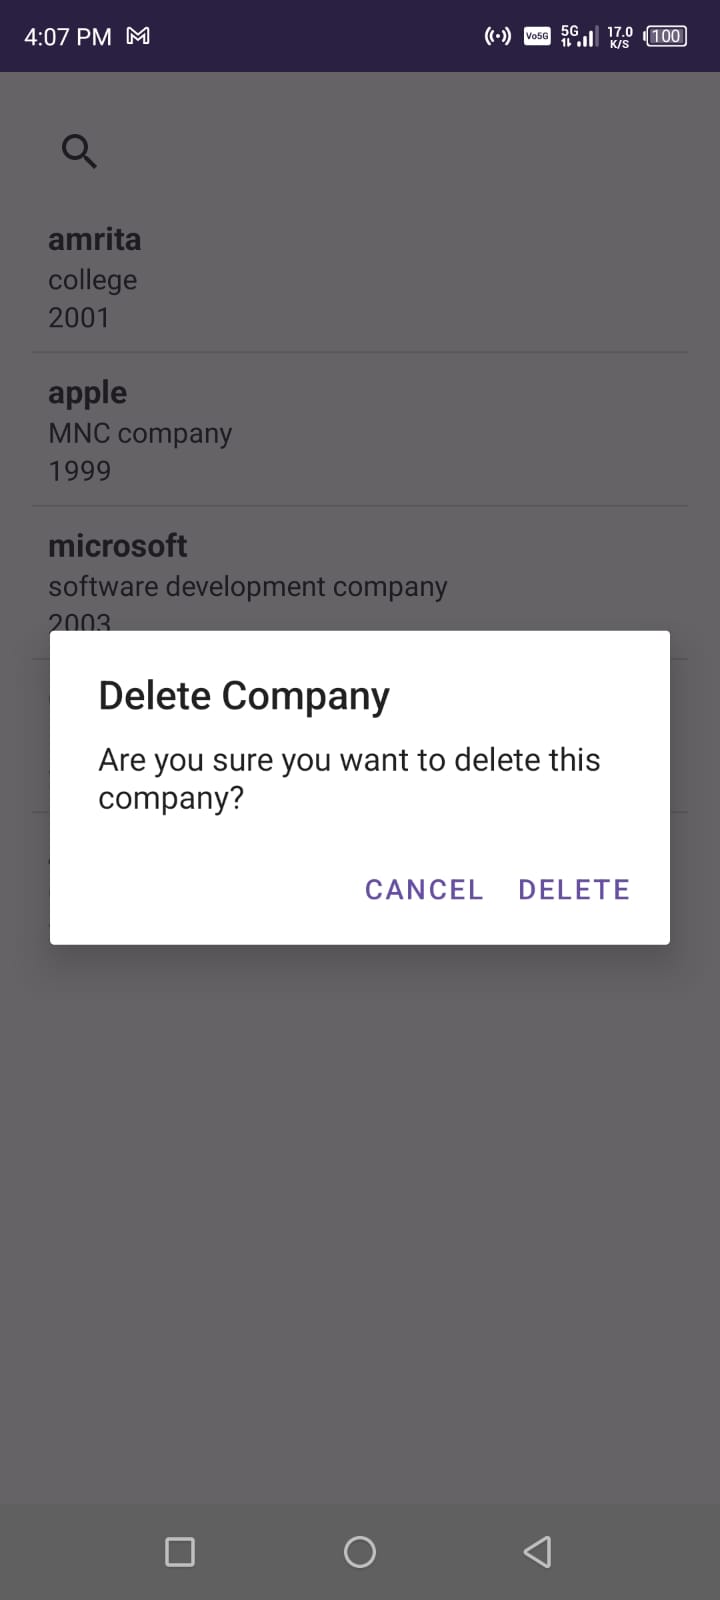 4:07 PM
Vo5G 5G 17.0 K/S 100
amrita
college
2001
apple
MNC company
1999
microsoft
software development company
2003
Delete Company
Are you sure you want to delete this
company?
CANCEL DELETE